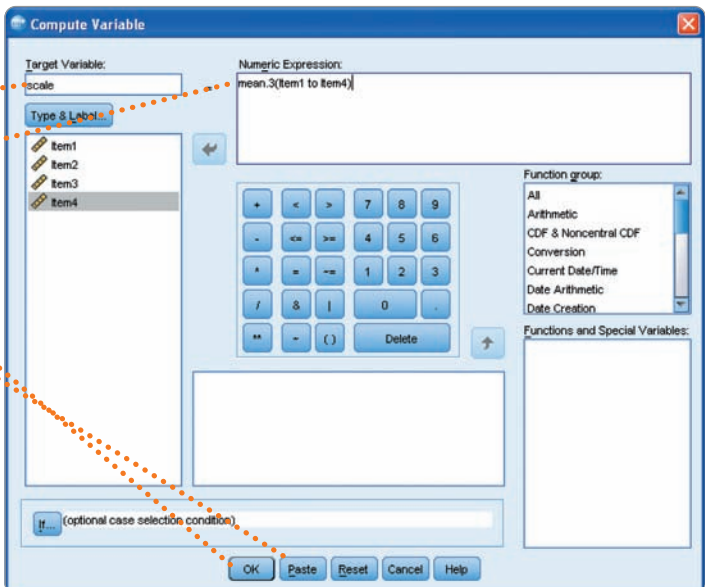 Compute Variable
Target Variable:
scale
=
Numeric Expression:
mean.3(Item1 to Item4)
Type & Label...
Item1
Item2
Item3
Item4
+ < > 7 8 9
- <= >= 4 5 6
* = ~= 1 2 3
/ & | 0 .
** ~ ( ) Delete
Function group:
All
Arithmetic
CDF & Noncentral CDF
Conversion
Current Date/Time
Date Arithmetic
Date Creation
Functions and Special Variables:
If... (optional case selection condition)
OK Paste Reset Cancel Help